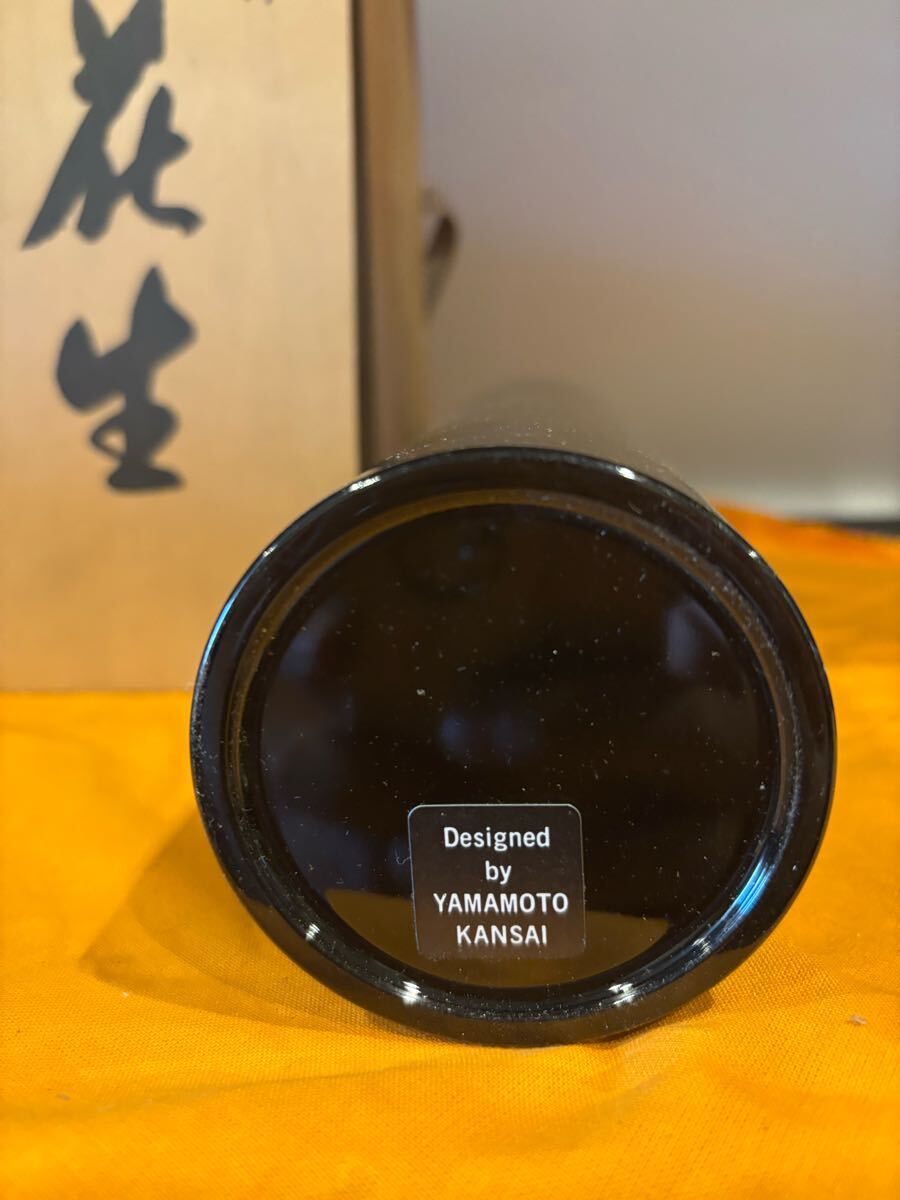 花
生
Designed
by
YAMAMOTO
KANSAI